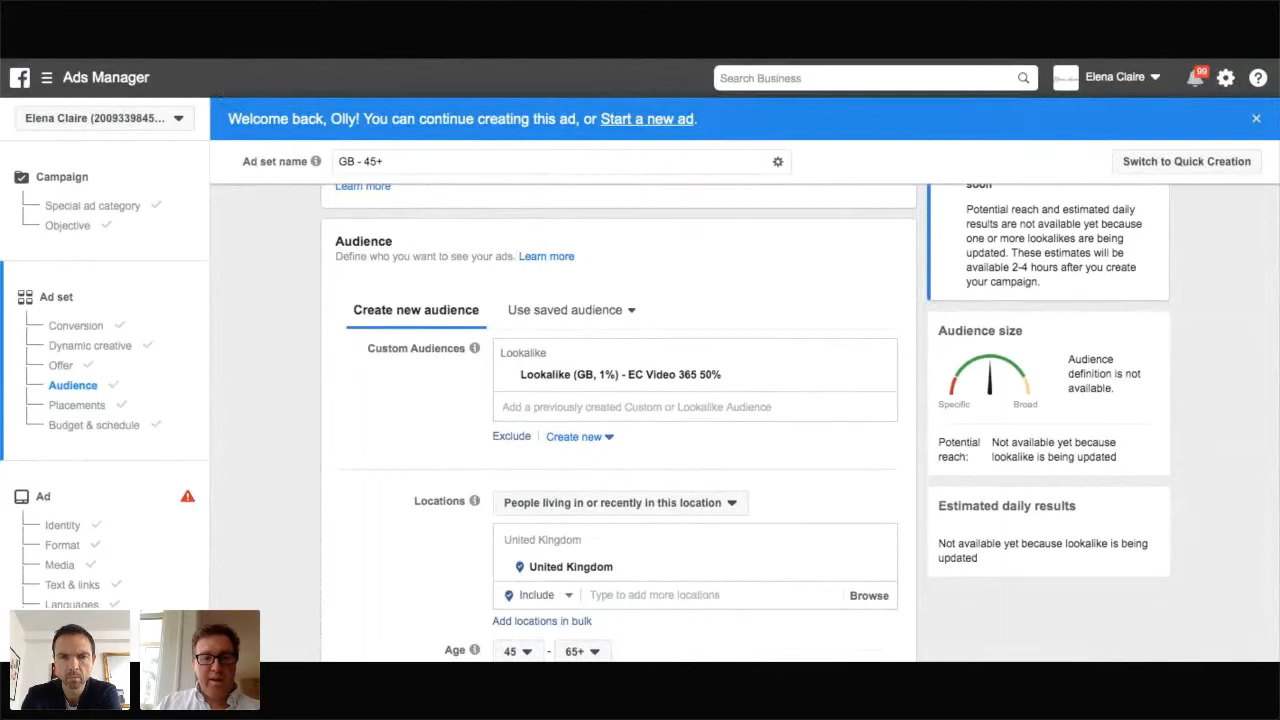 Ads Manager
Search Business
Elena Claire
99
Elena Claire (2009339845...
Welcome back, Olly! You can continue creating this ad, or Start a new ad.
Ad set name
GB - 45+
Switch to Quick Creation
Campaign
Special ad category
Objective
Ad set
Conversion
Dynamic creative
Offer
Audience
Placements
Budget & schedule
Ad
Identity
Format
Media
Text & links
Languages
Learn more
Audience
Define who you want to see your ads. Learn more
Create new audience
Use saved audience
Custom Audiences
Lookalike
Lookalike (GB, 1%) - EC Video 365 50%
Add a previously created Custom or Lookalike Audience
Exclude
Create new
Locations
People living in or recently in this location
United Kingdom
United Kingdom
Include
Type to add more locations
Browse
Add locations in bulk
Age
45 - 65+
soon
Potential reach and estimated daily
results are not available yet because
one or more lookalikes are being
updated. These estimates will be
available 2-4 hours after you create
your campaign.
Audience size
Specific
Broad
Audience
definition is not
available.
Potential
reach:
Not available yet because
lookalike is being updated
Estimated daily results
Not available yet because lookalike is being
updated